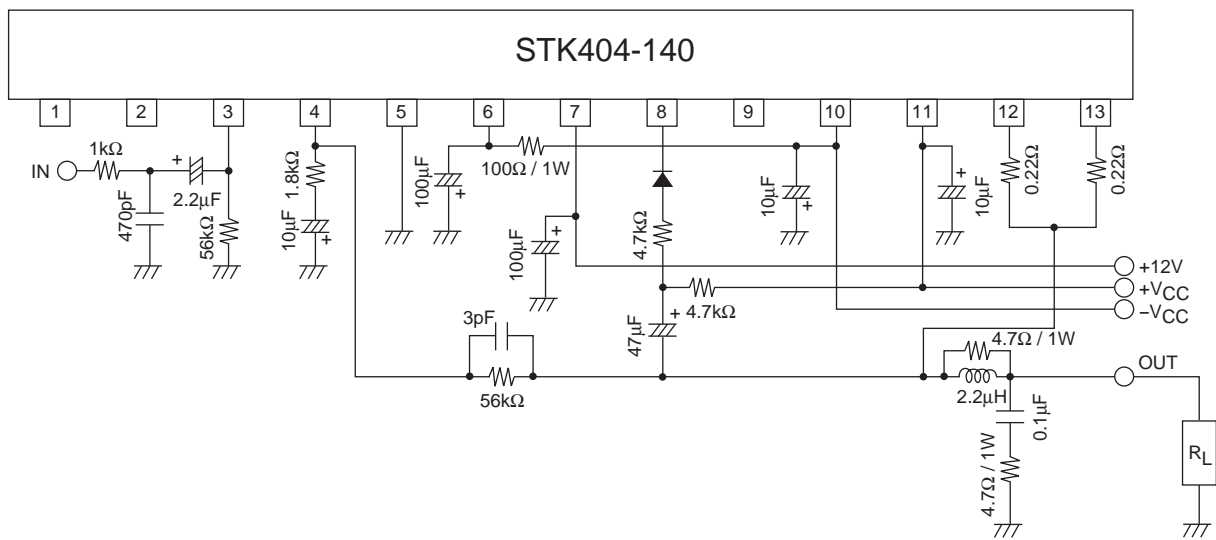 STK404-140
1 2 3 4 5 6 7 8 9 10 11 12 13
IN
1kΩ
470pF
+
2.2μF
56kΩ
1.8kΩ
10μF
+
100μF
+
100Ω / 1W
100μF
+
4.7kΩ
10μF
+
10μF
+
0.22Ω
0.22Ω
+12V
+VCC
−VCC
4.7kΩ
47μF
+
3pF
56kΩ
4.7Ω / 1W
2.2μH
OUT
0.1μF
4.7Ω / 1W
RL